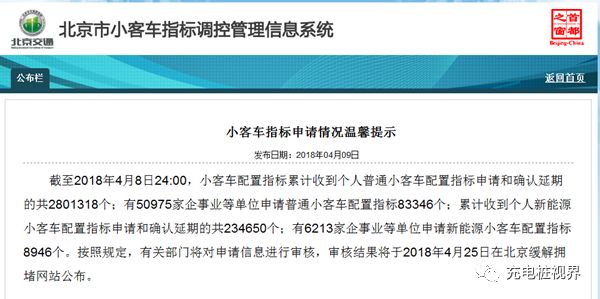 北京市小客车指标调控管理信息系统
北京交通
首都之窗
Beijing-China
公布栏
返回首页
小客车指标申请情况温馨提示
发布日期：2018年04月09日
截至2018年4月8日24:00，小客车配置指标累计收到个人普通小客车配置指标申请和确认延期
的共2801318个；有50975家企事业等单位申请普通小客车配置指标83346个；累计收到个人新能源
小客车配置指标申请和确认延期的共234650个；有6213家企事业等单位申请新能源小客车配置指标
8946个。按照规定，有关部门将对申请信息进行审核，审核结果将于2018年4月25日在北京缓解拥
堵网站公布。
充电桩视界